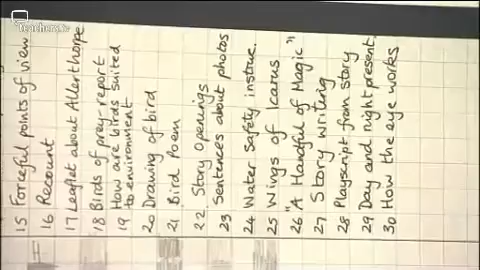 teachers.tv
15 Forceful points of view
16 Recount
17 Leaflet about Allerthorpe
18 Birds of prey-report
19 How are birds suited
to environment
20 Drawing of bird
21 Bird Poem
22 Story Openings
23 Sentences about photos
24 Water Safety instruc.
25 Wings of Icarus
26 "A Handful of Magic"
27 Story writing
28 Playscript from story
29 Day and night present.
30 How the eye works